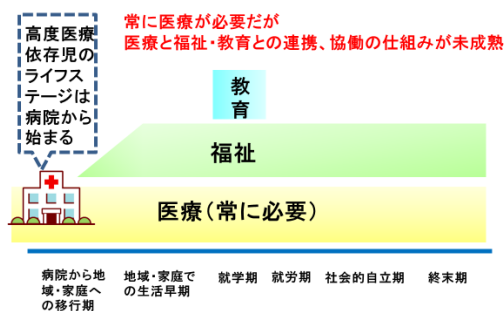 高度医療
依存児の
ライフス
テージは
病院から
始まる
常に医療が必要だが
医療と福祉・教育との連携、協働の仕組みが未成熟
教
育
福祉
医療（常に必要）
病院から地
域・家庭へ
の移行期
地域・家庭で
の生活早期
就学期
就労期
社会的自立期
終末期